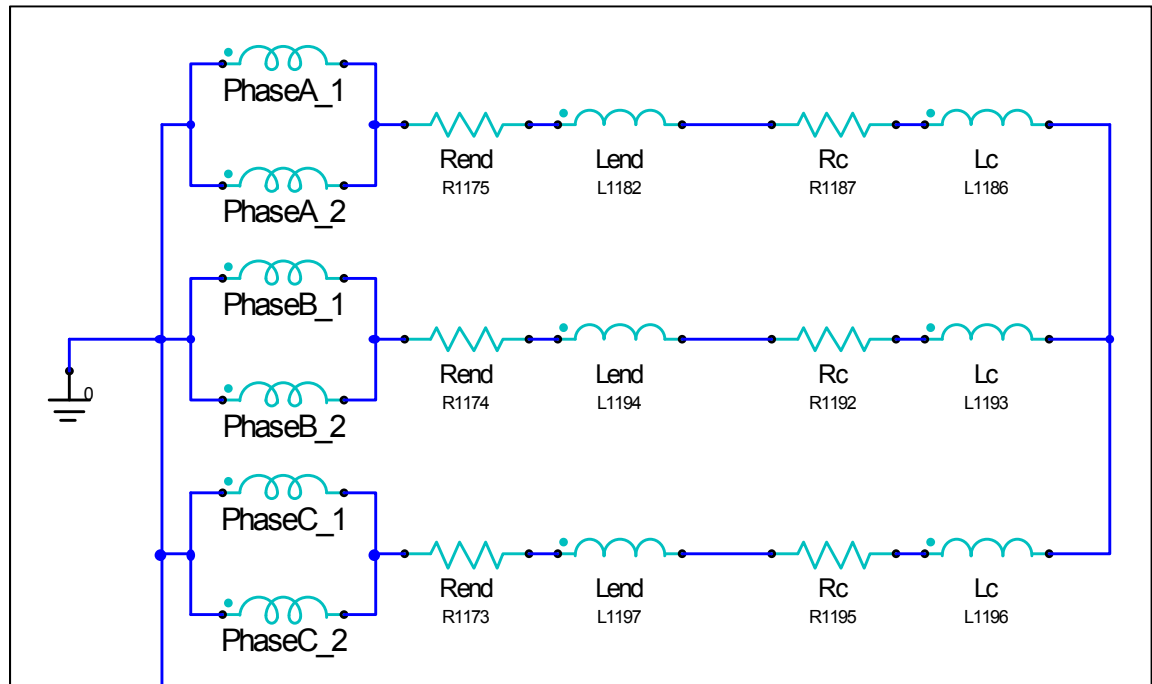 PhaseA_1
Rend Lend Rc Lc
R1175 L1182 R1187 L1186
PhaseA_2
PhaseB_1
Rend Lend Rc Lc
R1174 L1194 R1192 L1193
0
PhaseB_2
PhaseC_1
Rend Lend Rc Lc
R1173 L1197 R1195 L1196
PhaseC_2